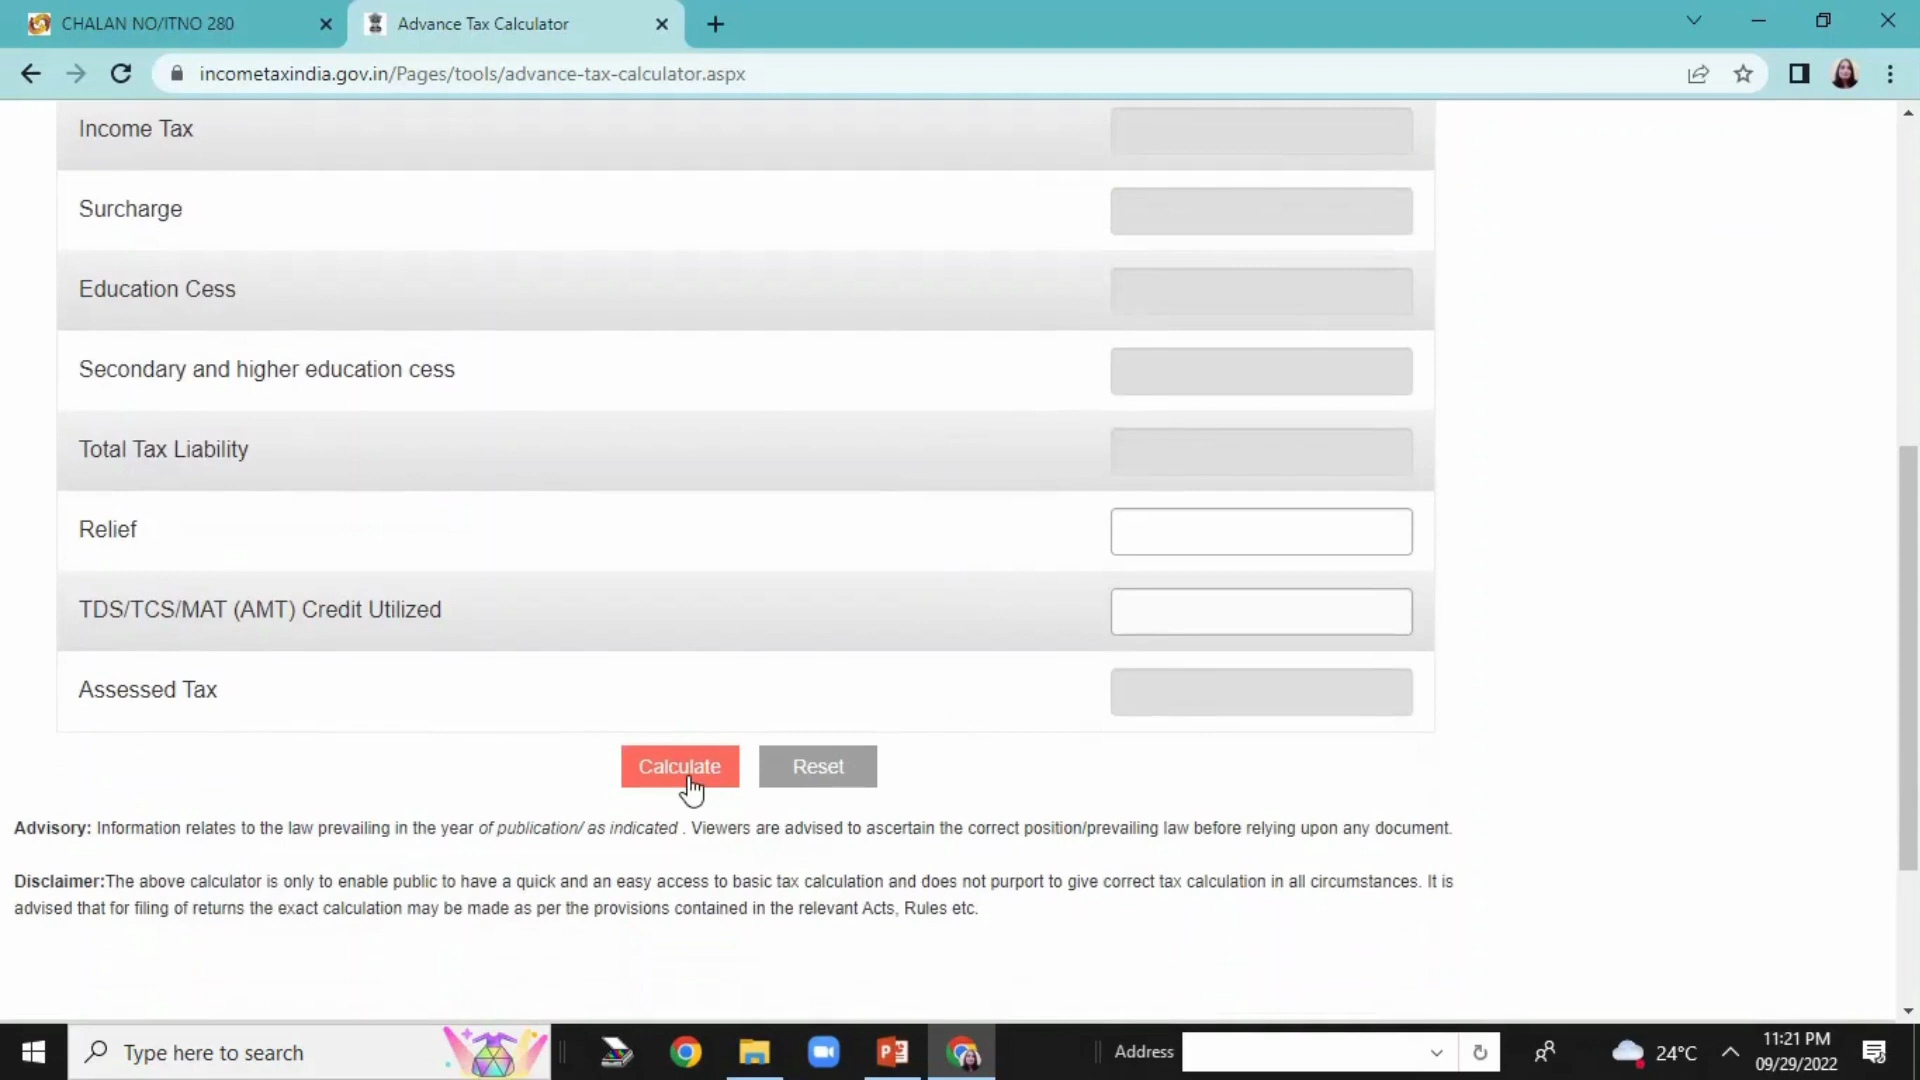 CHALAN NO/ITNO 280
Advance Tax Calculator
incometaxindia.gov.in/Pages/tools/advance-tax-calculator.aspx
Income Tax
Surcharge
Education Cess
Secondary and higher education cess
Total Tax Liability
Relief
TDS/TCS/MAT (AMT) Credit Utilized
Assessed Tax
Calculate Reset
Advisory: Information relates to the law prevailing in the year of publication/ as indicated . Viewers are advised to ascertain the correct position/prevailing law before relying upon any document.
Disclaimer:The above calculator is only to enable public to have a quick and an easy access to basic tax calculation and does not purport to give correct tax calculation in all circumstances. It is
advised that for filing of returns the exact calculation may be made as per the provisions contained in the relevant Acts, Rules etc.
Type here to search
Address
24°C
11:21 PM
09/29/2022